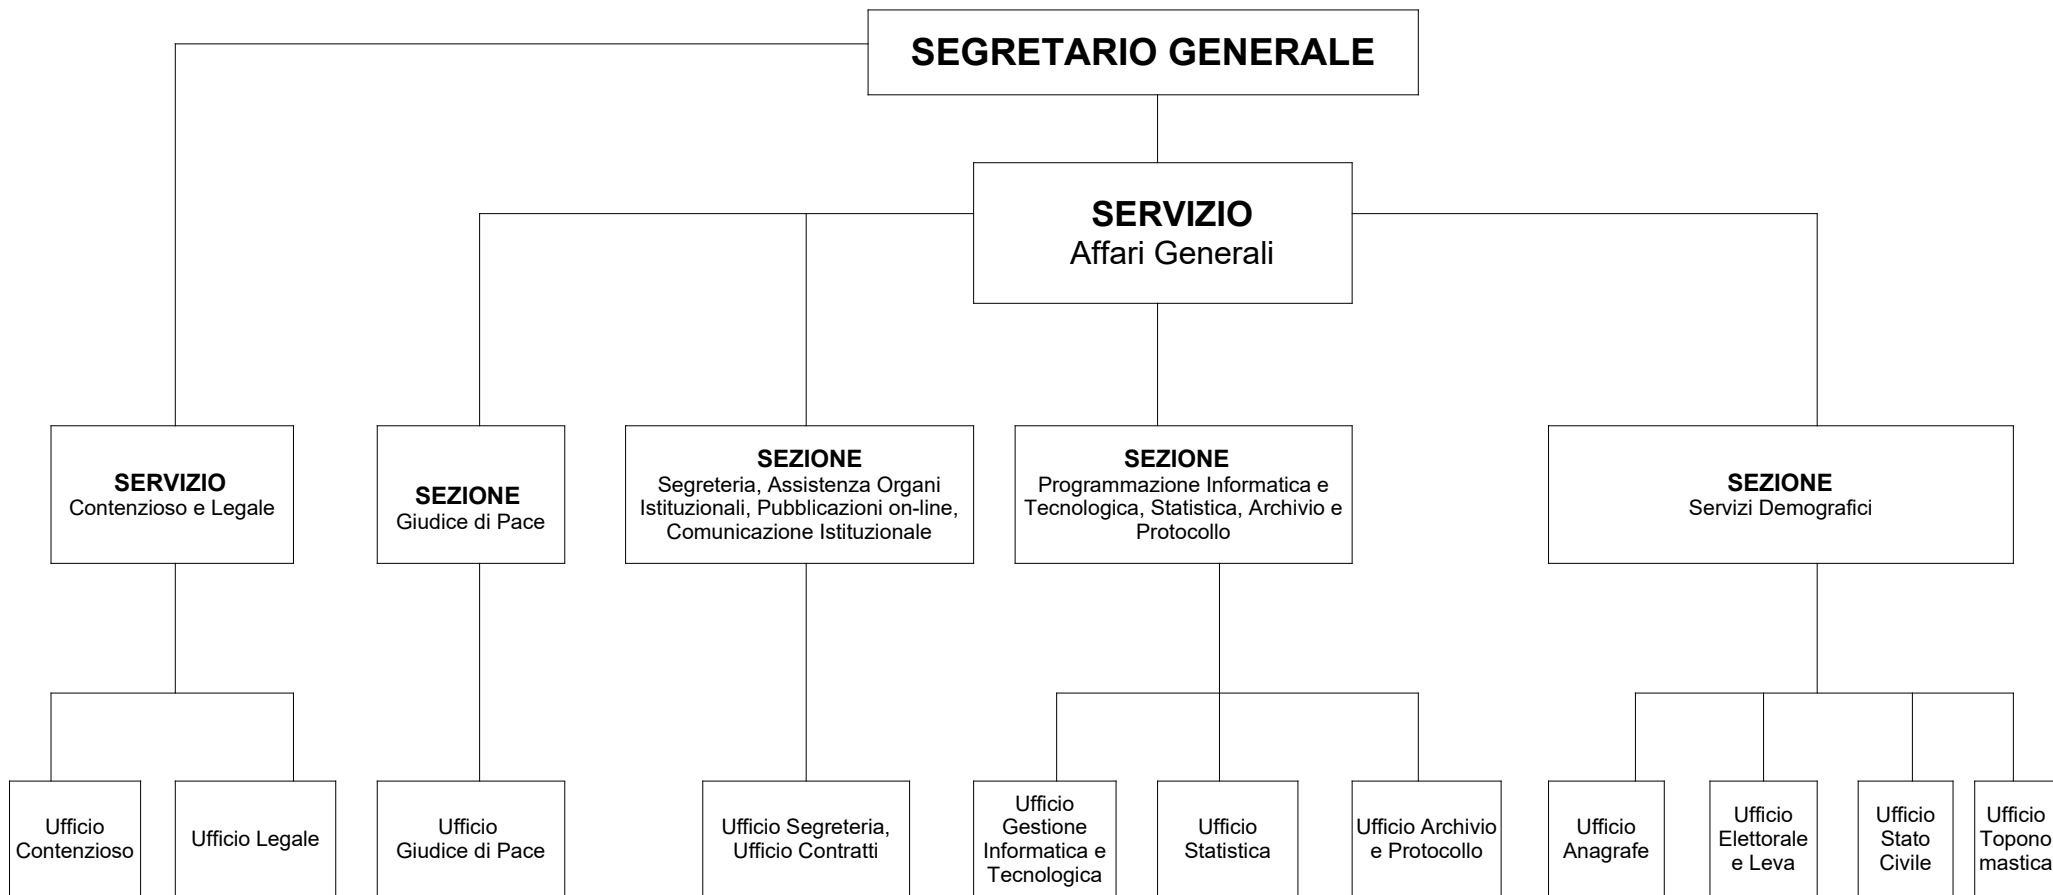 SEGRETARIO GENERALE
SERVIZIO
Affari Generali
SERVIZIO
Contenzioso e Legale
SEZIONE
Giudice di Pace
SEZIONE
Segreteria, Assistenza Organi
Istituzionali, Pubblicazioni on-line,
Comunicazione Istituzionale
SEZIONE
Programmazione Informatica e
Tecnologica, Statistica, Archivio e
Protocollo
SEZIONE
Servizi Demografici
Ufficio
Contenzioso
Ufficio Legale
Ufficio
Giudice di Pace
Ufficio Segreteria,
Ufficio Contratti
Ufficio
Gestione
Informatica e
Tecnologica
Ufficio
Statistica
Ufficio Archivio
e Protocollo
Ufficio
Anagrafe
Ufficio
Elettorale
e Leva
Ufficio
Stato
Civile
Ufficio
Topono
mastica